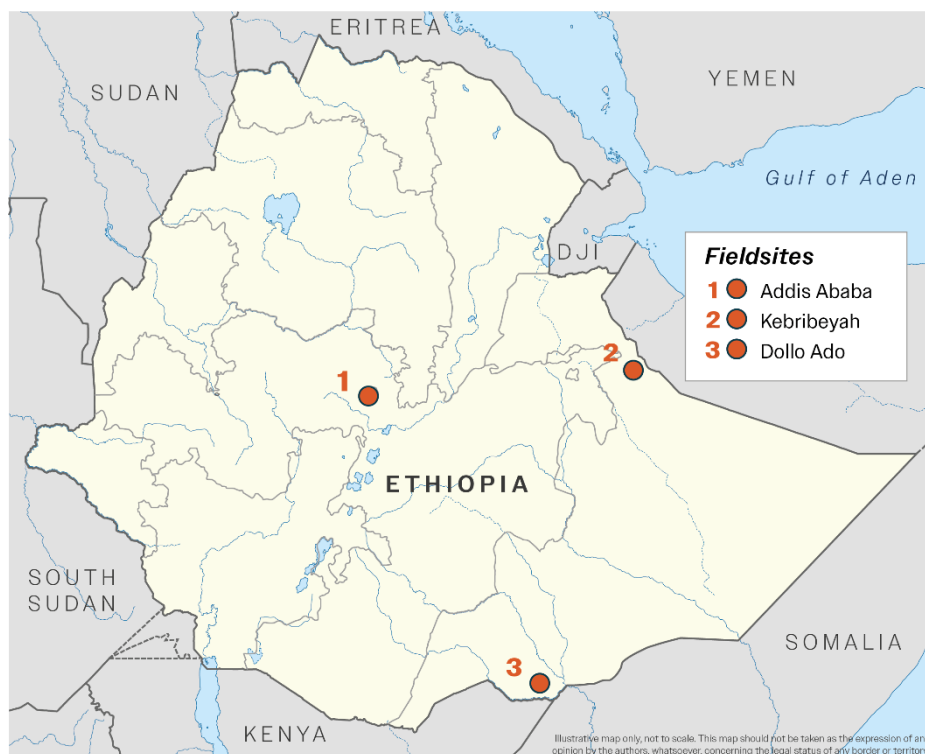 ERITREA
SUDAN
YEMEN
Gulf of Aden
DJI
Fieldsites
1 Addis Ababa
2 Kebribeyah
3 Dollo Ado
2
1
ETHIOPIA
SOUTH
SUDAN
SOMALIA
3
KENYA
Illustrative map only, not to scale. This map should not be taken as the expression of an
opinion by the authors, whatsoever, concerning the legal status of any border or territor